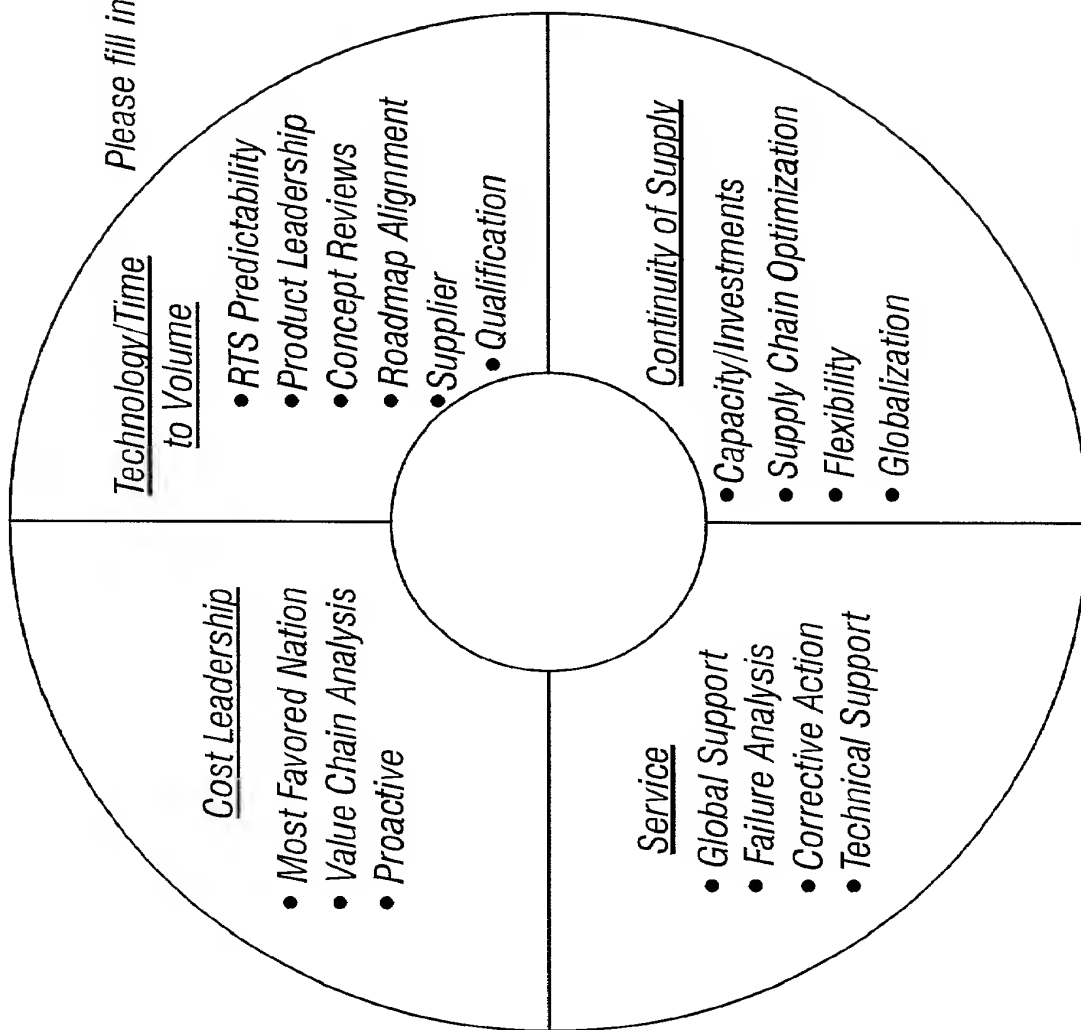 Please fill in
Technology/Time
to Volume
• RTS Predictability
• Product Leadership
• Concept Reviews
• Roadmap Alignment
• Supplier
• Qualification
Continuity of Supply
• Capacity/Investments
• Supply Chain Optimization
• Flexibility
• Globalization
Cost Leadership
• Most Favored Nation
• Value Chain Analysis
• Proactive
Service
• Global Support
• Failure Analysis
• Corrective Action
• Technical Support